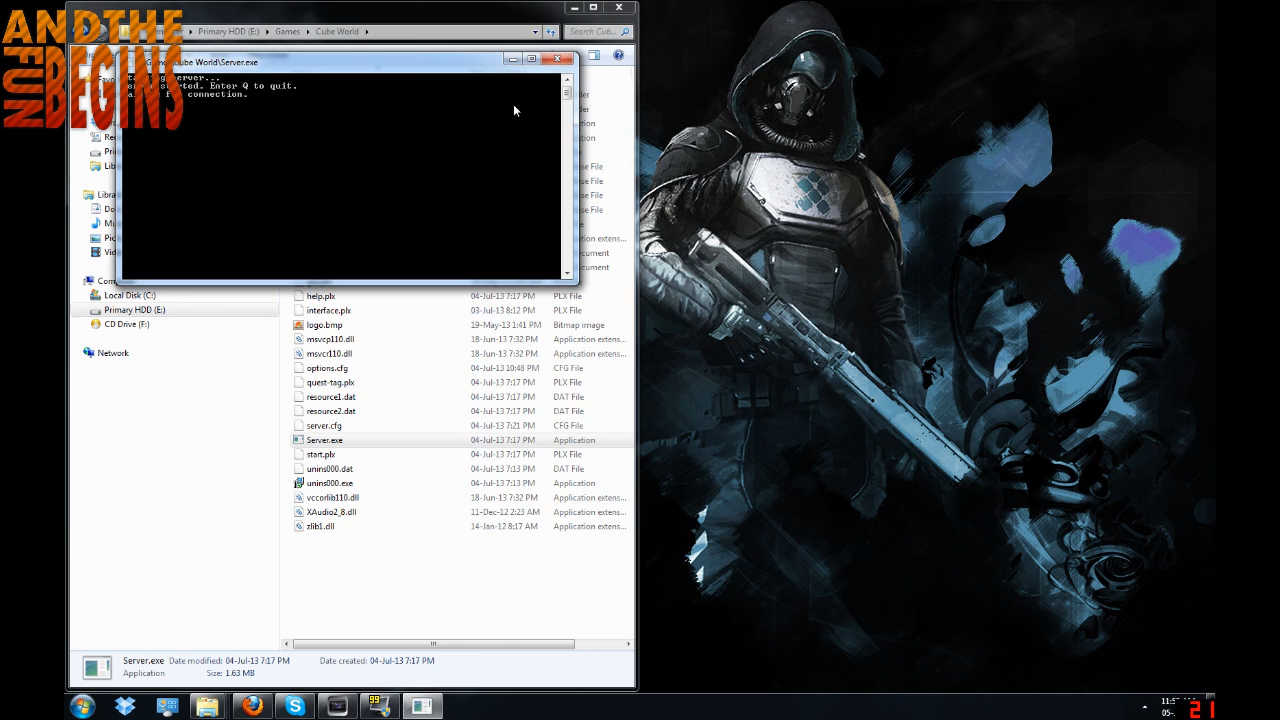 AND THE
FUN
BEGINS
Primary HDD (E:)
Games
Cube World
Search Cub...
Cube World\Server.exe
started. Enter Q to quit.
connection.
Local Disk (C:)
Primary HDD (E:)
CD Drive (F:)
Network
help.plx 04-Jul-13 7:17 PM PLX File
interface.plx 03-Jul-13 8:12 PM PLX File
logo.bmp 19-May-13 1:41 PM Bitmap image
msvcp110.dll 18-Jun-13 7:32 PM Application extens...
msvcr110.dll 18-Jun-13 7:32 PM Application extens...
options.cfg 04-Jul-13 10:48 PM CFG File
quest-tag.plx 04-Jul-13 7:17 PM PLX File
resource1.dat 04-Jul-13 7:17 PM DAT File
resource2.dat 04-Jul-13 7:17 PM DAT File
server.cfg 04-Jul-13 7:21 PM CFG File
Server.exe 04-Jul-13 7:17 PM Application
start.plx 04-Jul-13 7:17 PM PLX File
unins000.dat 04-Jul-13 7:13 PM DAT File
unins000.exe 04-Jul-13 7:13 PM Application
vccorlib110.dll 18-Jun-13 7:32 PM Application extens...
XAudio2_8.dll 11-Dec-12 2:23 AM Application extens...
zlib1.dll 14-Jan-12 8:17 AM Application extens...
Server.exe Date modified: 04-Jul-13 7:17 PM Date created: 04-Jul-13 7:17 PM
Application Size: 1.63 MB
99
21